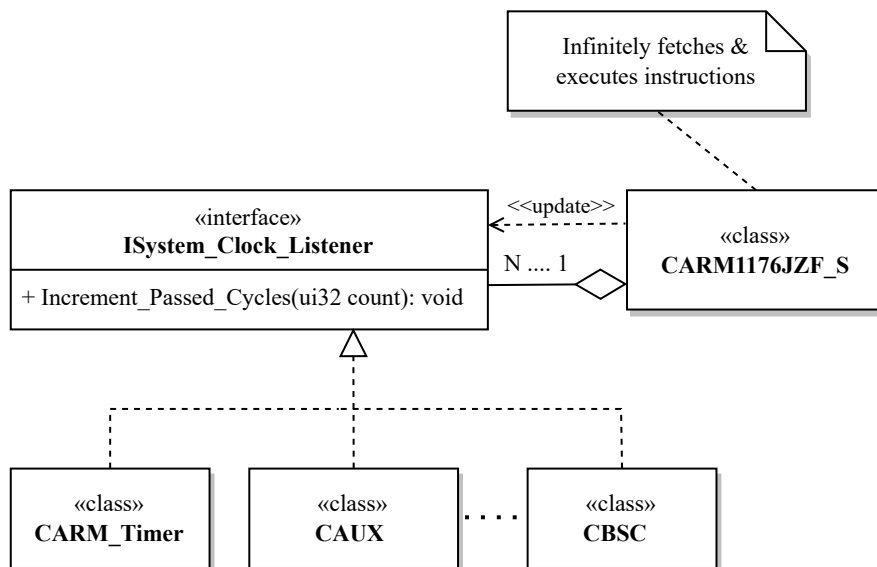 Infinitely fetches &
executes instructions
«interface»
ISystem_Clock_Listener
+ Increment_Passed_Cycles(ui32 count): void
<<update>>
N .... 1
«class»
CARM1176JZF_S
«class»
CARM_Timer
«class»
CAUX
«class»
CBSC